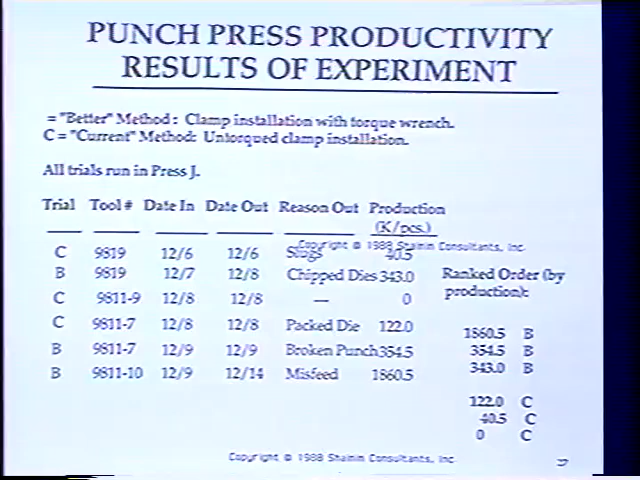 PUNCH PRESS PRODUCTIVITY
RESULTS OF EXPERIMENT
= "Better" Method : Clamp installation with torque wrench.
C = "Current" Method: Untorqued clamp installation.
All trials run in Press J.
Trial Tool # Date In Date Out Reason Out Production
(K/pcs.)
Copyright © 1988 Shainin Consultants, Inc.
C 9819 12/6 12/6 Slugs 40.5
B 9819 12/7 12/8 Chipped Dies 343.0
Ranked Order (by
production):
C 9811-9 12/8 12/8 — 0
C 9811-7 12/8 12/8 Packed Die 122.0
B 9811-7 12/9 12/9 Broken Punch 354.5
B 9811-10 12/9 12/14 Misfeed 1860.5
1860.5 B
354.5 B
343.0 B
122.0 C
40.5 C
0 C
Copyright © 1988 Shainin Consultants, Inc.